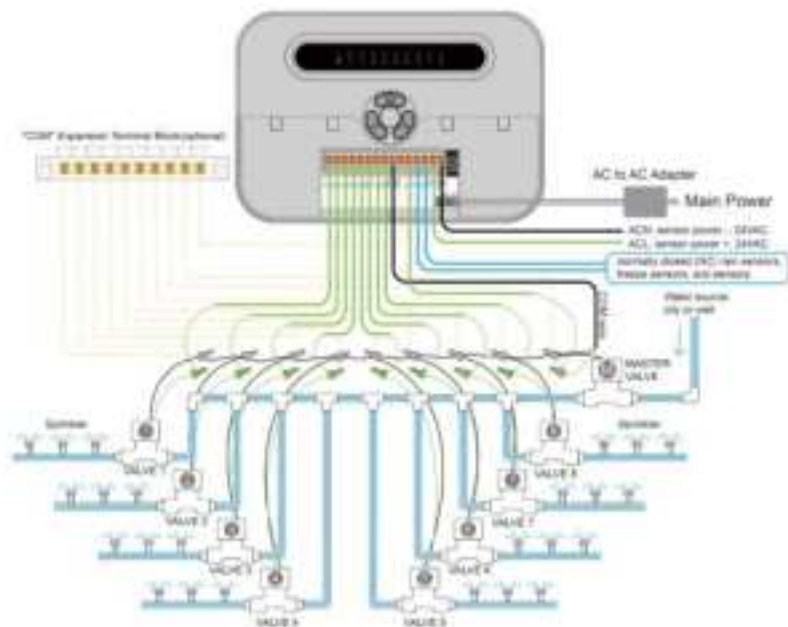 "COM" Expansion Terminal Block(optional)
AC to AC Adapter
Main Power
ACN: sensor power -, 24VAC
ACL: sensor power +, 24VAC
normally closed (NC) rain sensors,
freeze sensors, soil sensors
Water source
city or well
MASTER
VALVE
Sprinkler
Sprinkler
VALVE 1
VALVE 8
VALVE 2
VALVE 7
VALVE 3
VALVE 6
VALVE 4
VALVE 5